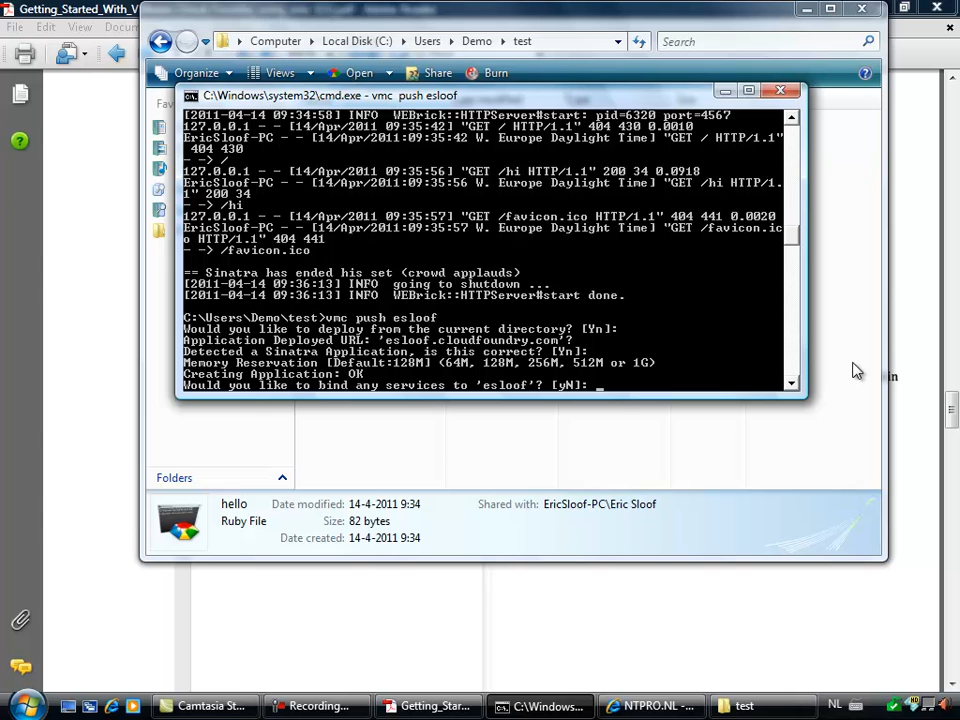 Getting_Started_With_V
File Edit View Docum
Computer Local Disk (C:) Users Demo test
Search
Organize Views Open Share Burn
Fav
C:\Windows\system32\cmd.exe - vmc push esloof
[2011-04-14 09:34:58] INFO WEBrick::HTTPServer#start: pid=6320 port=4567
127.0.0.1 - - [14/Apr/2011 09:35:42] "GET / HTTP/1.1" 404 430 0.0010
EricSloof-PC - - [14/Apr/2011:09:35:42 W. Europe Daylight Time] "GET / HTTP/1.1"
404 430
- -> /
127.0.0.1 - - [14/Apr/2011 09:35:56] "GET /hi HTTP/1.1" 200 34 0.0918
EricSloof-PC - - [14/Apr/2011:09:35:56 W. Europe Daylight Time] "GET /hi HTTP/1.
1" 200 34
- -> /hi
127.0.0.1 - - [14/Apr/2011 09:35:57] "GET /favicon.ico HTTP/1.1" 404 441 0.0020
EricSloof-PC - - [14/Apr/2011:09:35:57 W. Europe Daylight Time] "GET /favicon.ic
o HTTP/1.1" 404 441
- -> /favicon.ico
== Sinatra has ended his set (crowd applauds)
[2011-04-14 09:36:13] INFO going to shutdown ...
[2011-04-14 09:36:13] INFO WEBrick::HTTPServer#start done.
C:\Users\Demo\test>vmc push esloof
Would you like to deploy from the current directory? [Yn]:
Application Deployed URL: 'esloof.cloudfoundry.com'?
Detected a Sinatra Application, is this correct? [Yn]:
Memory Reservation [Default:128M] (64M, 128M, 256M, 512M or 1G)
Creating Application: OK
Would you like to bind any services to 'esloof'? [yN]: _
in
Folders
hello Date modified: 14-4-2011 9:34 Shared with: EricSloof-PC\Eric Sloof
Ruby File Size: 82 bytes
Date created: 14-4-2011 9:34
Camtasia St... Recording... Getting_Star... C:\Windows... NTPRO.NL - ... test NL 9:36